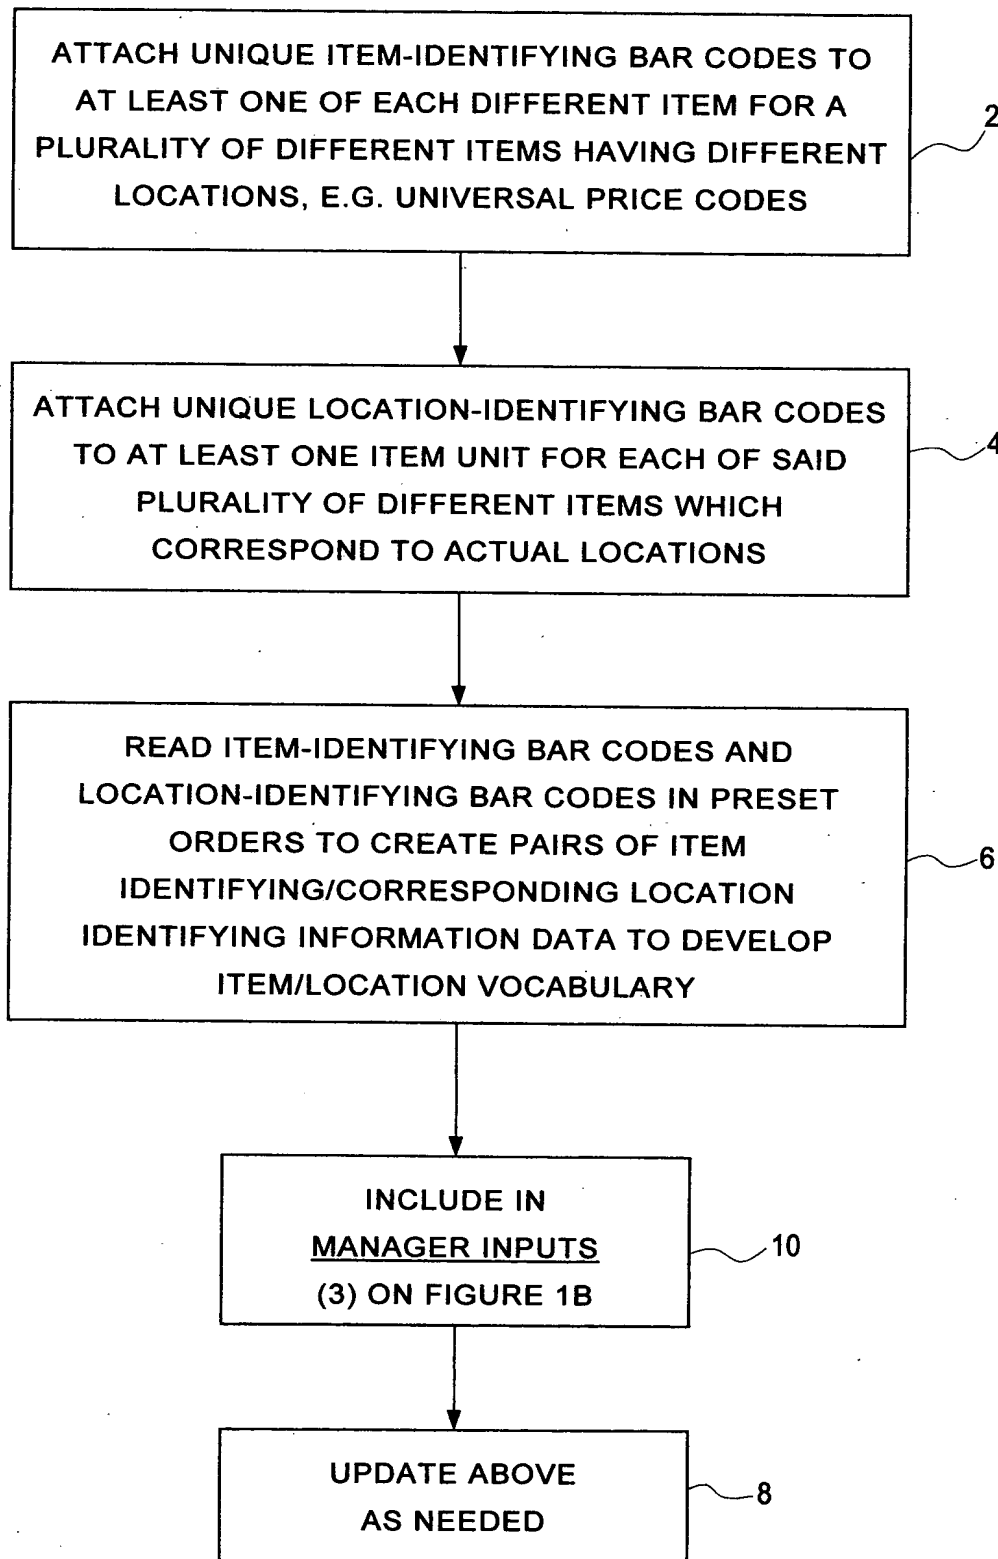 ATTACH UNIQUE ITEM-IDENTIFYING BAR CODES TO
AT LEAST ONE OF EACH DIFFERENT ITEM FOR A
PLURALITY OF DIFFERENT ITEMS HAVING DIFFERENT
LOCATIONS, E.G. UNIVERSAL PRICE CODES
2
ATTACH UNIQUE LOCATION-IDENTIFYING BAR CODES
TO AT LEAST ONE ITEM UNIT FOR EACH OF SAID
PLURALITY OF DIFFERENT ITEMS WHICH
CORRESPOND TO ACTUAL LOCATIONS
4
READ ITEM-IDENTIFYING BAR CODES AND
LOCATION-IDENTIFYING BAR CODES IN PRESET
ORDERS TO CREATE PAIRS OF ITEM
IDENTIFYING/CORRESPONDING LOCATION
IDENTIFYING INFORMATION DATA TO DEVELOP
ITEM/LOCATION VOCABULARY
6
INCLUDE IN
MANAGER INPUTS
(3) ON FIGURE 1B
10
UPDATE ABOVE
AS NEEDED
8